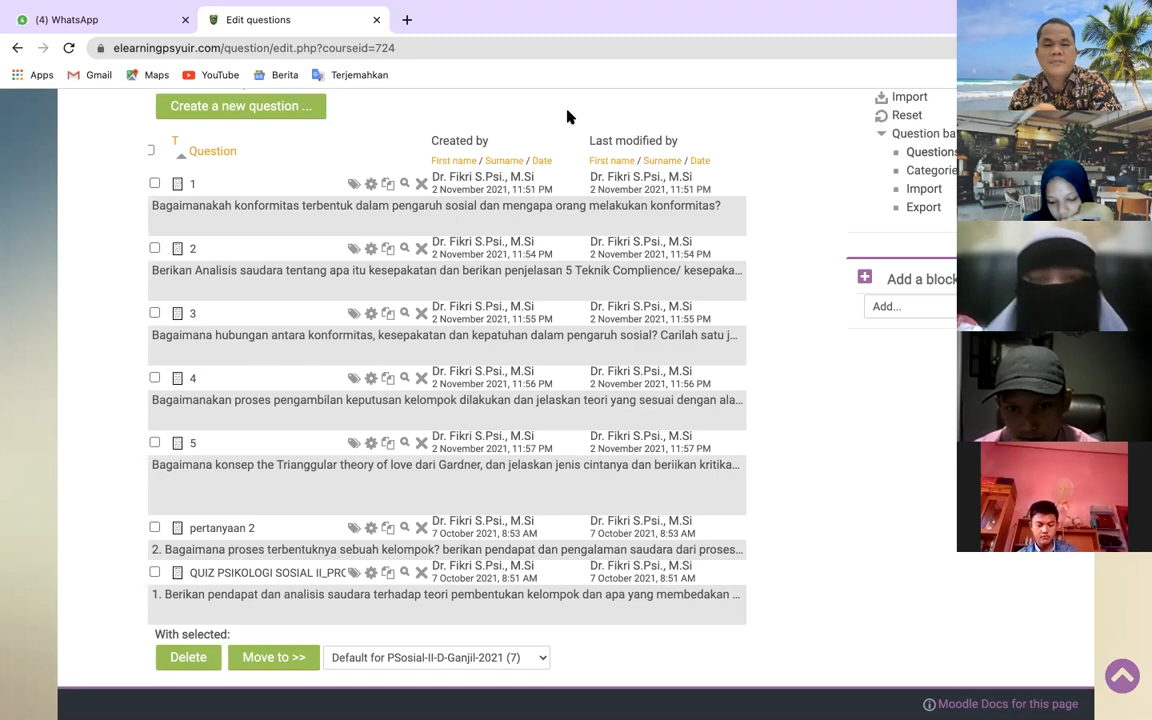 (4) WhatsApp
Edit questions
elearningpsyuir.com/question/edit.php?courseid=724
Apps Gmail Maps YouTube Berita Terjemahkan
Create a new question ...
T
Question
Created by
First name / Surname / Date
Last modified by
First name / Surname / Date
1
Dr. Fikri S.Psi., M.Si
2 November 2021, 11:51 PM
Dr. Fikri S.Psi., M.Si
2 November 2021, 11:51 PM
Bagaimanakah konformitas terbentuk dalam pengaruh sosial dan mengapa orang melakukan konformitas?
2
Dr. Fikri S.Psi., M.Si
2 November 2021, 11:54 PM
Dr. Fikri S.Psi., M.Si
2 November 2021, 11:54 PM
Berikan Analisis saudara tentang apa itu kesepakatan dan berikan penjelasan 5 Teknik Complience/ kesepaka...
3
Dr. Fikri S.Psi., M.Si
2 November 2021, 11:55 PM
Dr. Fikri S.Psi., M.Si
2 November 2021, 11:55 PM
Bagaimana hubungan antara konformitas, kesepakatan dan kepatuhan dalam pengaruh sosial? Carilah satu j...
4
Dr. Fikri S.Psi., M.Si
2 November 2021, 11:56 PM
Dr. Fikri S.Psi., M.Si
2 November 2021, 11:56 PM
Bagaimanakan proses pengambilan keputusan kelompok dilakukan dan jelaskan teori yang sesuai dengan ala...
5
Dr. Fikri S.Psi., M.Si
2 November 2021, 11:57 PM
Dr. Fikri S.Psi., M.Si
2 November 2021, 11:57 PM
Bagaimana konsep the Trianggular theory of love dari Gardner, dan jelaskan jenis cintanya dan beriikan kritika...
pertanyaan 2
Dr. Fikri S.Psi., M.Si
7 October 2021, 8:53 AM
Dr. Fikri S.Psi., M.Si
7 October 2021, 8:53 AM
2. Bagaimana proses terbentuknya sebuah kelompok? berikan pendapat dan pengalaman saudara dari proses...
QUIZ PSIKOLOGI SOSIAL II_PRO
Dr. Fikri S.Psi., M.Si
7 October 2021, 8:51 AM
Dr. Fikri S.Psi., M.Si
7 October 2021, 8:51 AM
1. Berikan pendapat dan analisis saudara terhadap teori pembentukan kelompok dan apa yang membedakan ...
With selected:
Delete
Move to >>
Default for PSosial-II-D-Ganjil-2021 (7)
Import
Reset
Question ba
Questions
Categorie
Import
Export
Add a block
Add...
Moodle Docs for this page